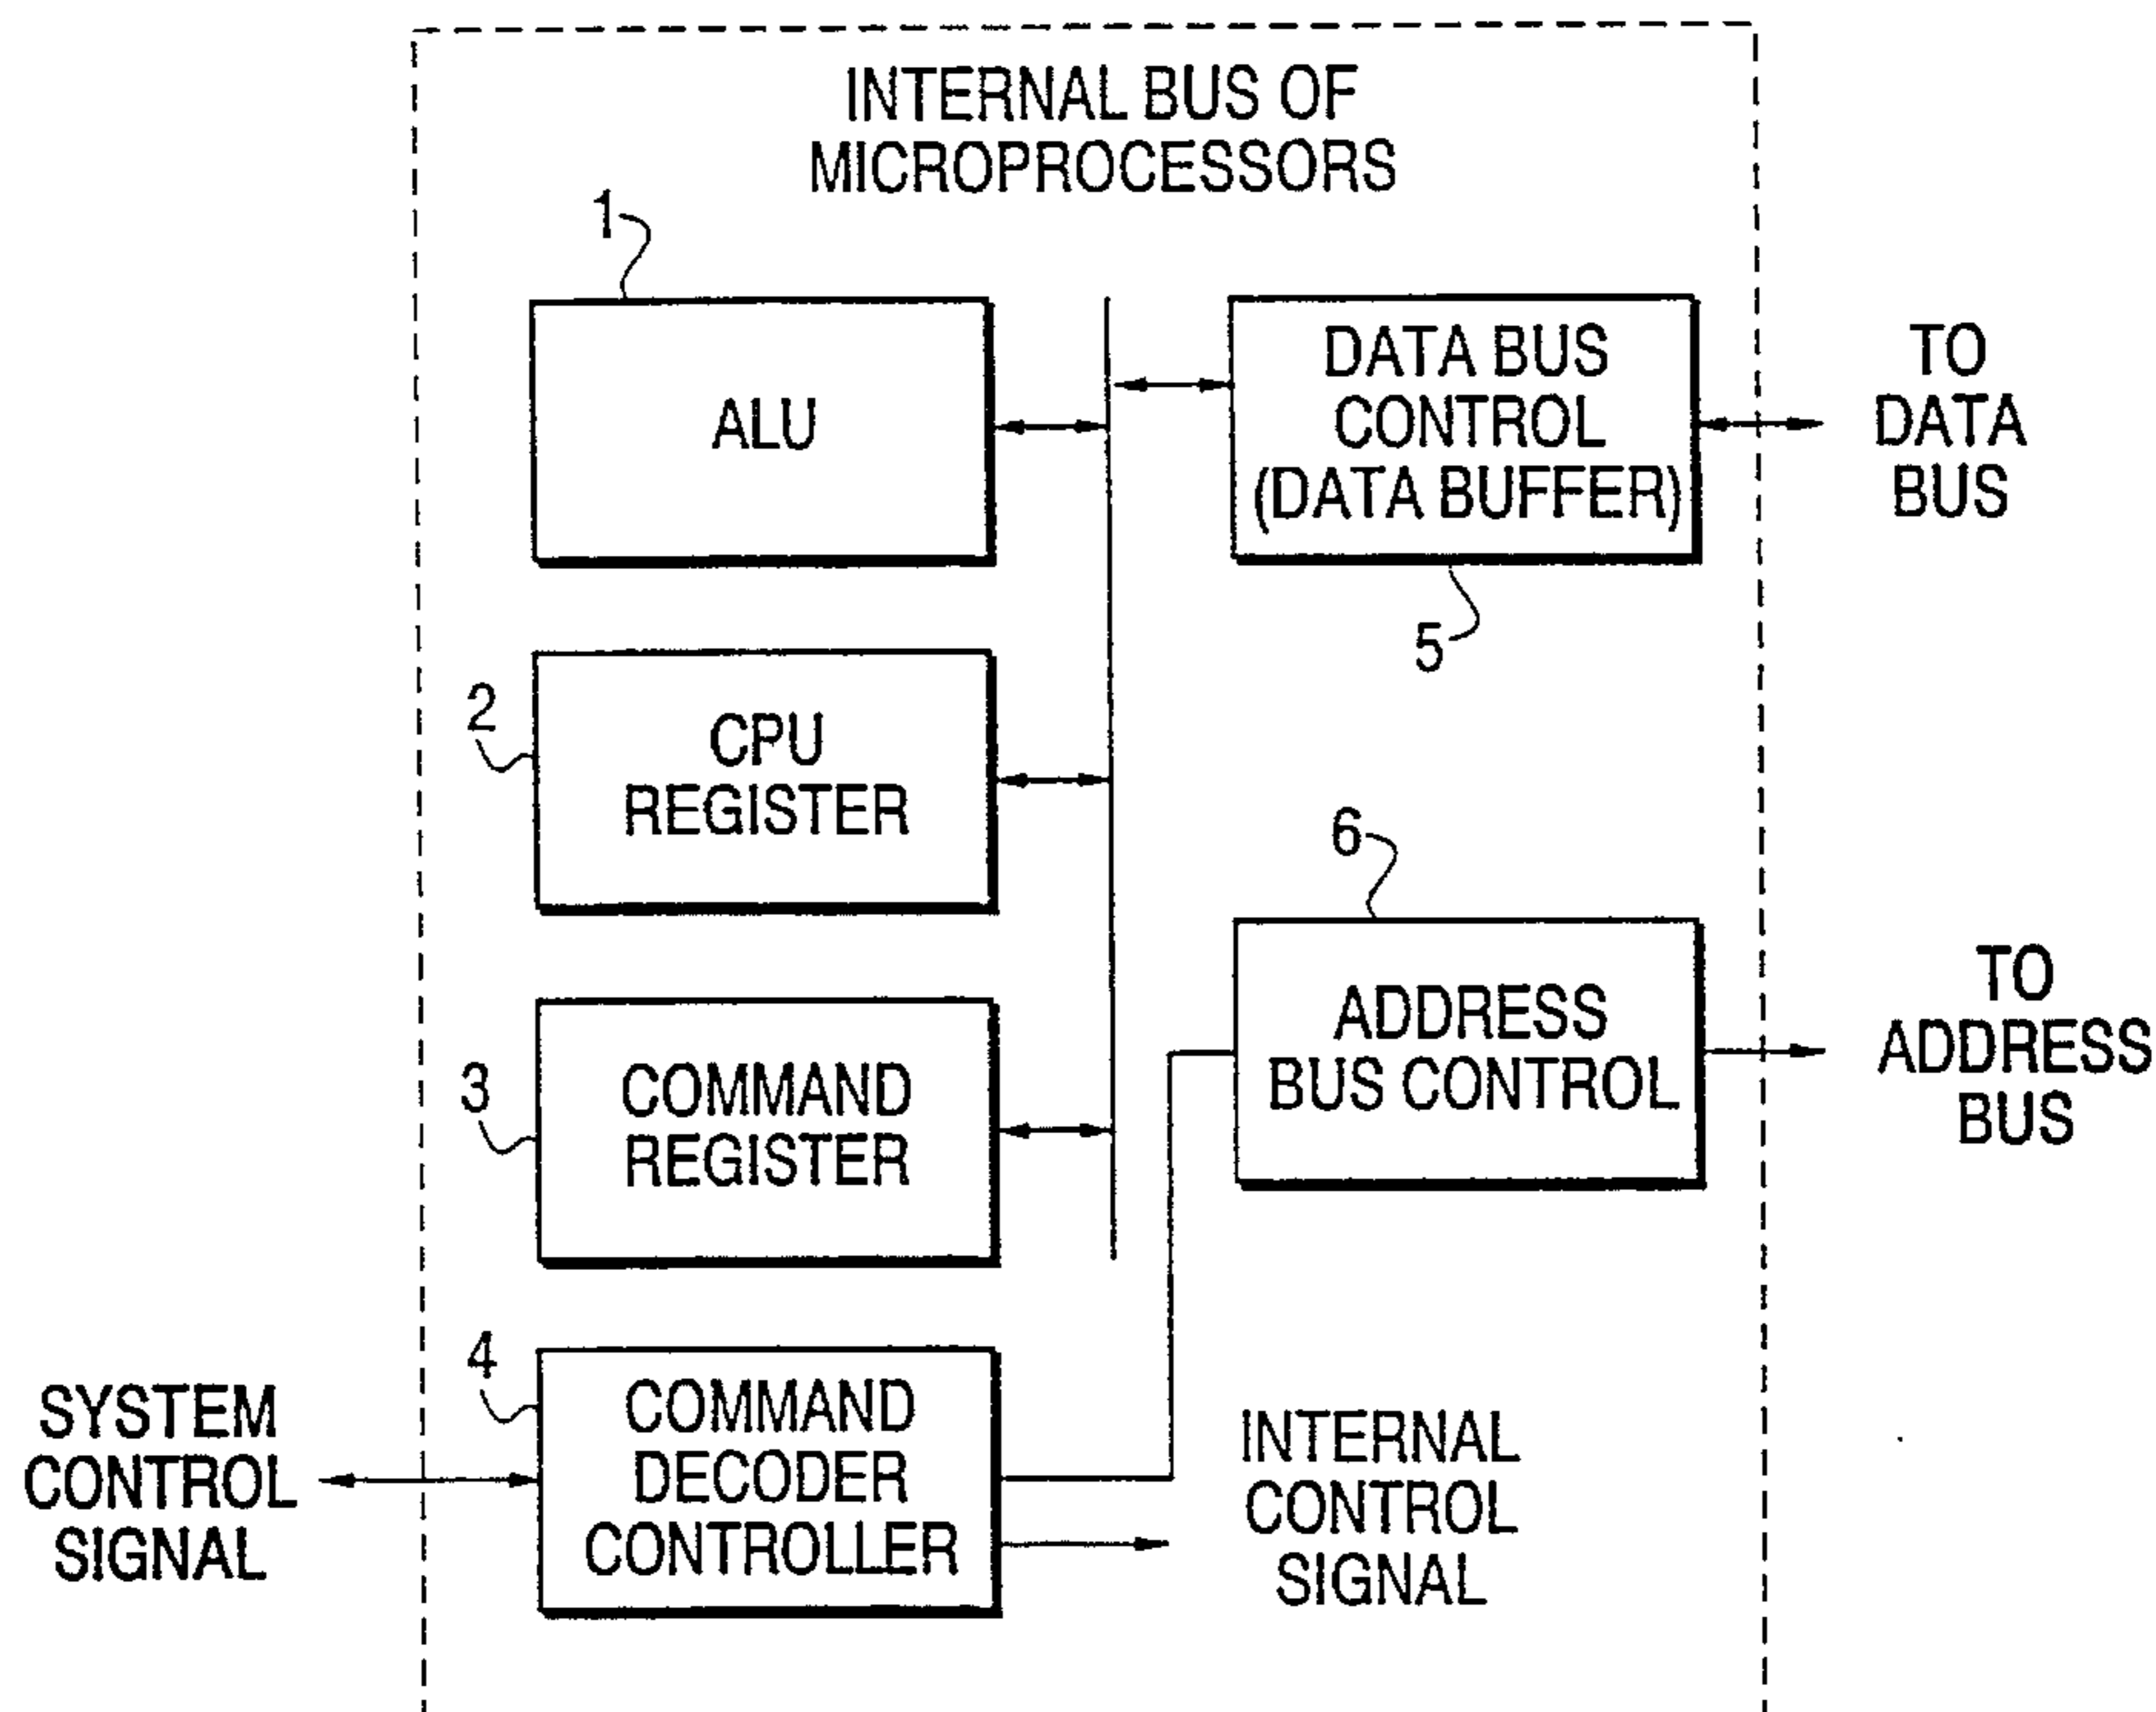 INTERNAL BUS OF
MICROPROCESSORS
1
ALU
DATA BUS
CONTROL
(DATA BUFFER)
TO
DATA
BUS
5
2
CPU
REGISTER
6
ADDRESS
BUS CONTROL
TO
ADDRESS
BUS
3
COMMAND
REGISTER
4
COMMAND
DECODER
CONTROLLER
SYSTEM
CONTROL
SIGNAL
INTERNAL
CONTROL
SIGNAL